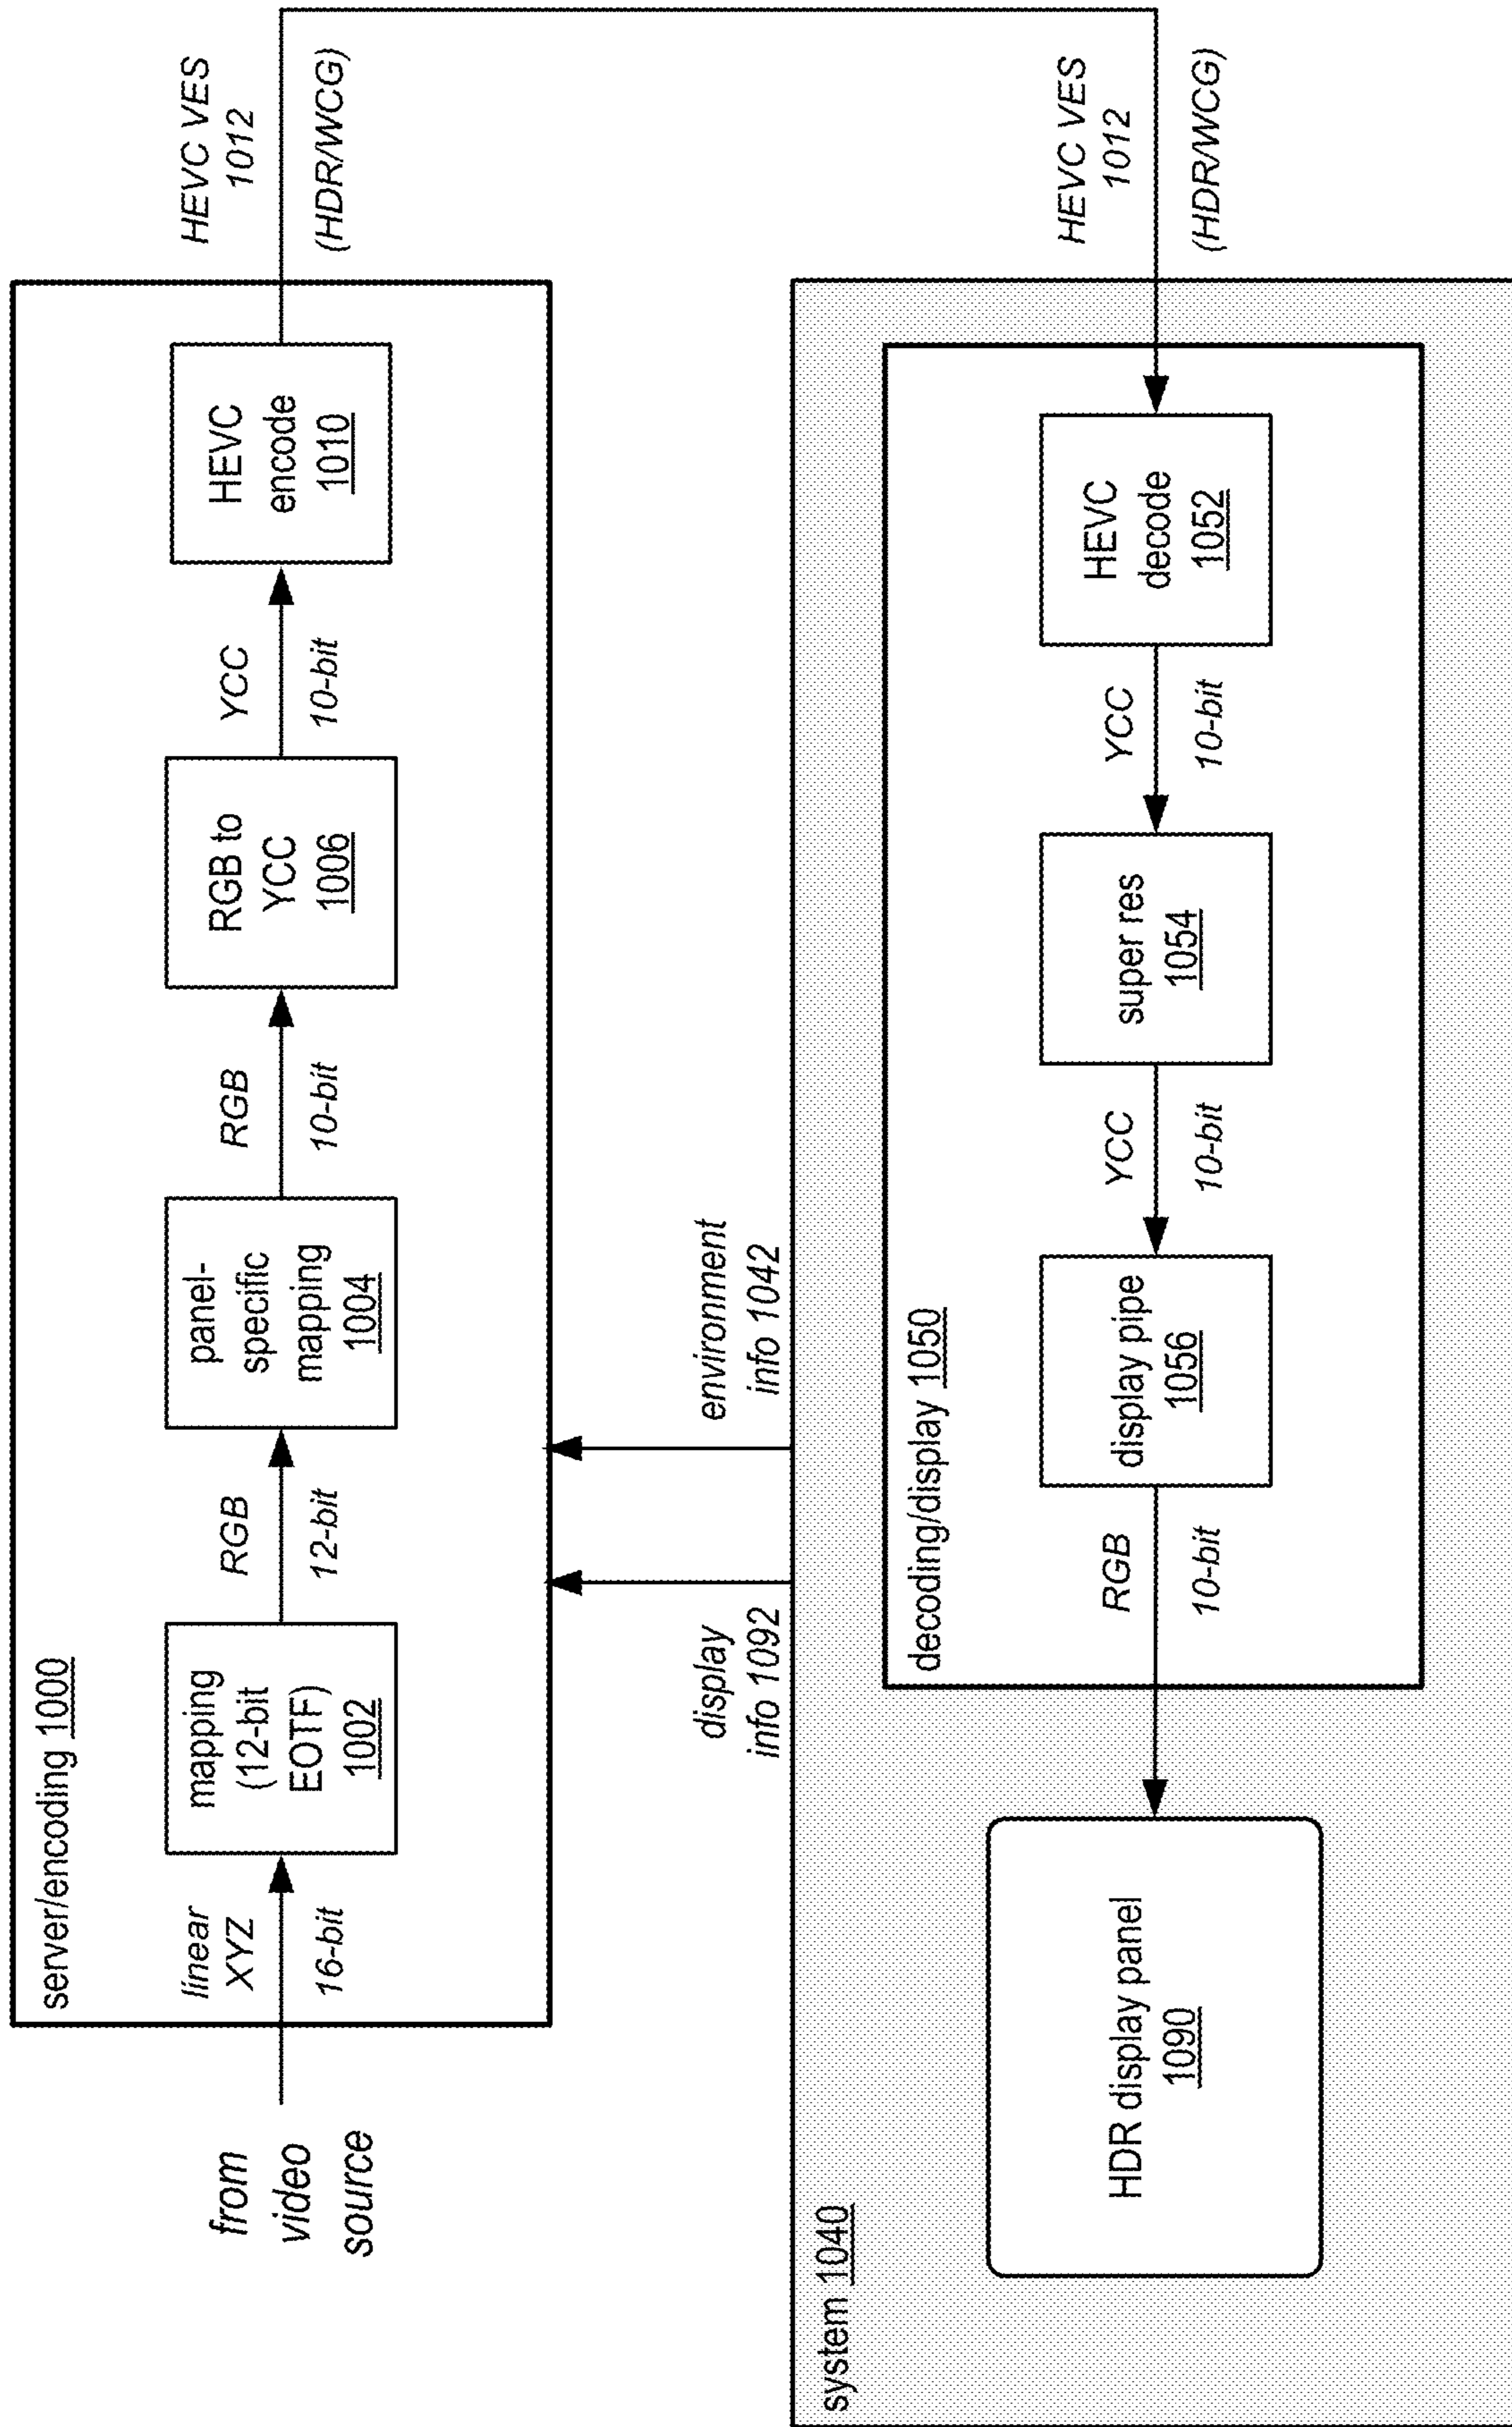 server/encoding 1000
from
video
source
linear
XYZ
16-bit
mapping
(12-bit
EOTF)
1002
RGB
12-bit
panel-
specific
mapping
1004
RGB
10-bit
RGB to
YCC
1006
YCC
10-bit
HEVC
encode
1010
HEVC VES
1012
(HDR/WCG)
display
info 1092
environment
info 1042
system 1040
HDR display panel
1090
decoding/display 1050
RGB
10-bit
display pipe
1056
YCC
10-bit
super res
1054
YCC
10-bit
HEVC
decode
1052
HEVC VES
1012
(HDR/WCG)